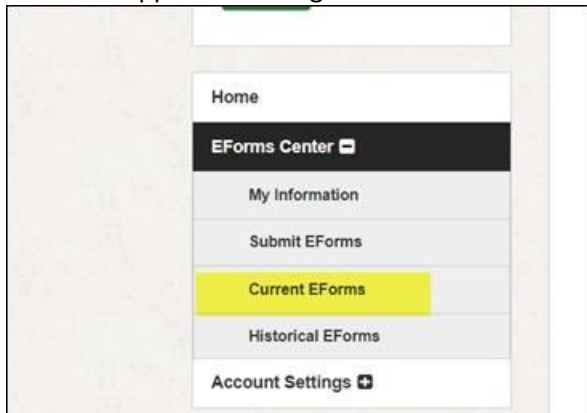 Home
EForms Center
My Information
Submit EForms
Current EForms
Historical EForms
Account Settings